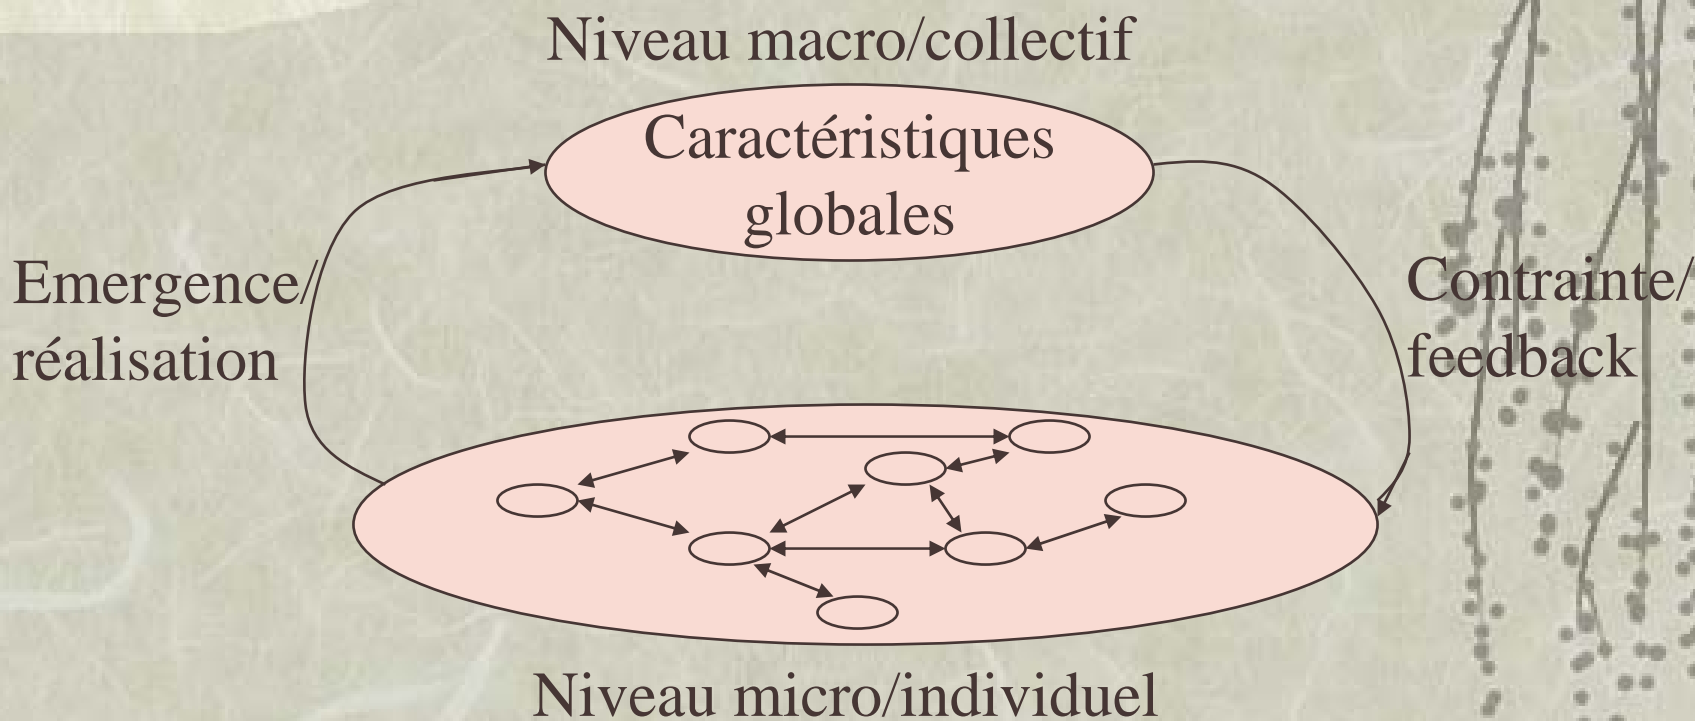 Niveau macro/collectif
Caractéristiques
globales
Emergence/
réalisation
Contrainte/
feedback
Niveau micro/individuel